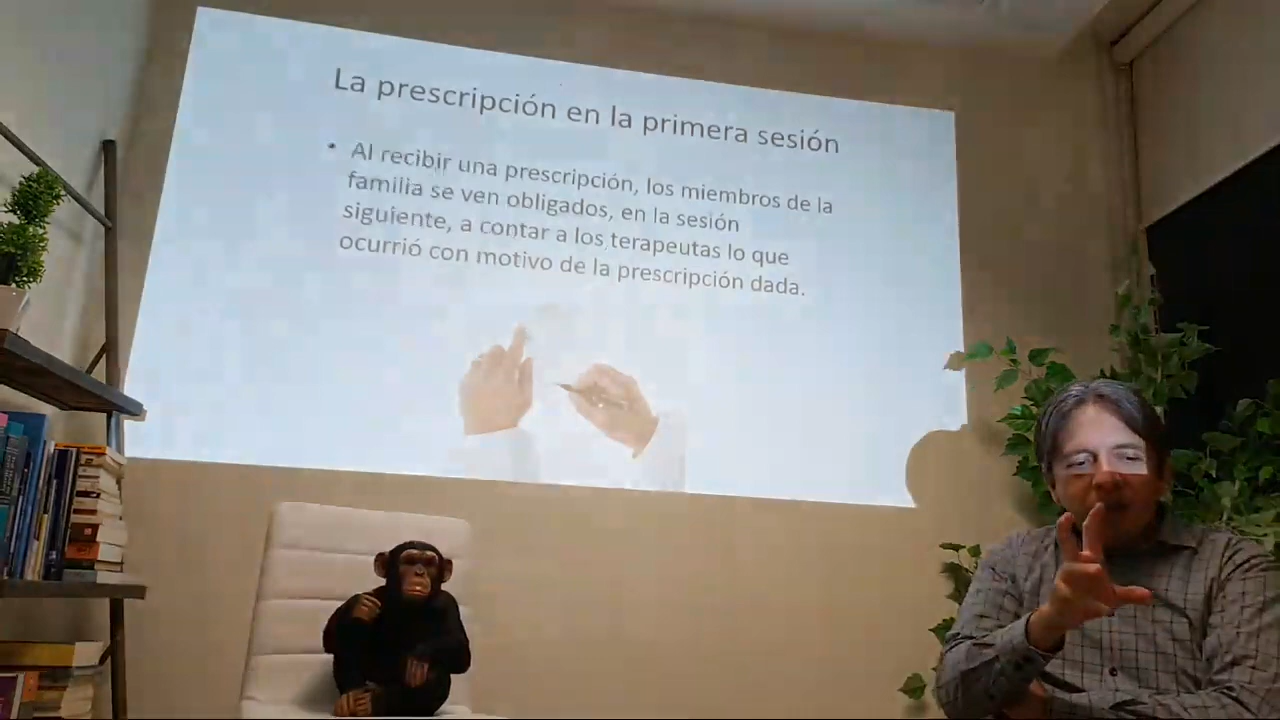 La prescripción en la primera sesión
• Al recibir una prescripción, los miembros de la
familia se ven obligados, en la sesión
siguiente, a contar a los terapeutas lo que
ocurrió con motivo de la prescripción dada.